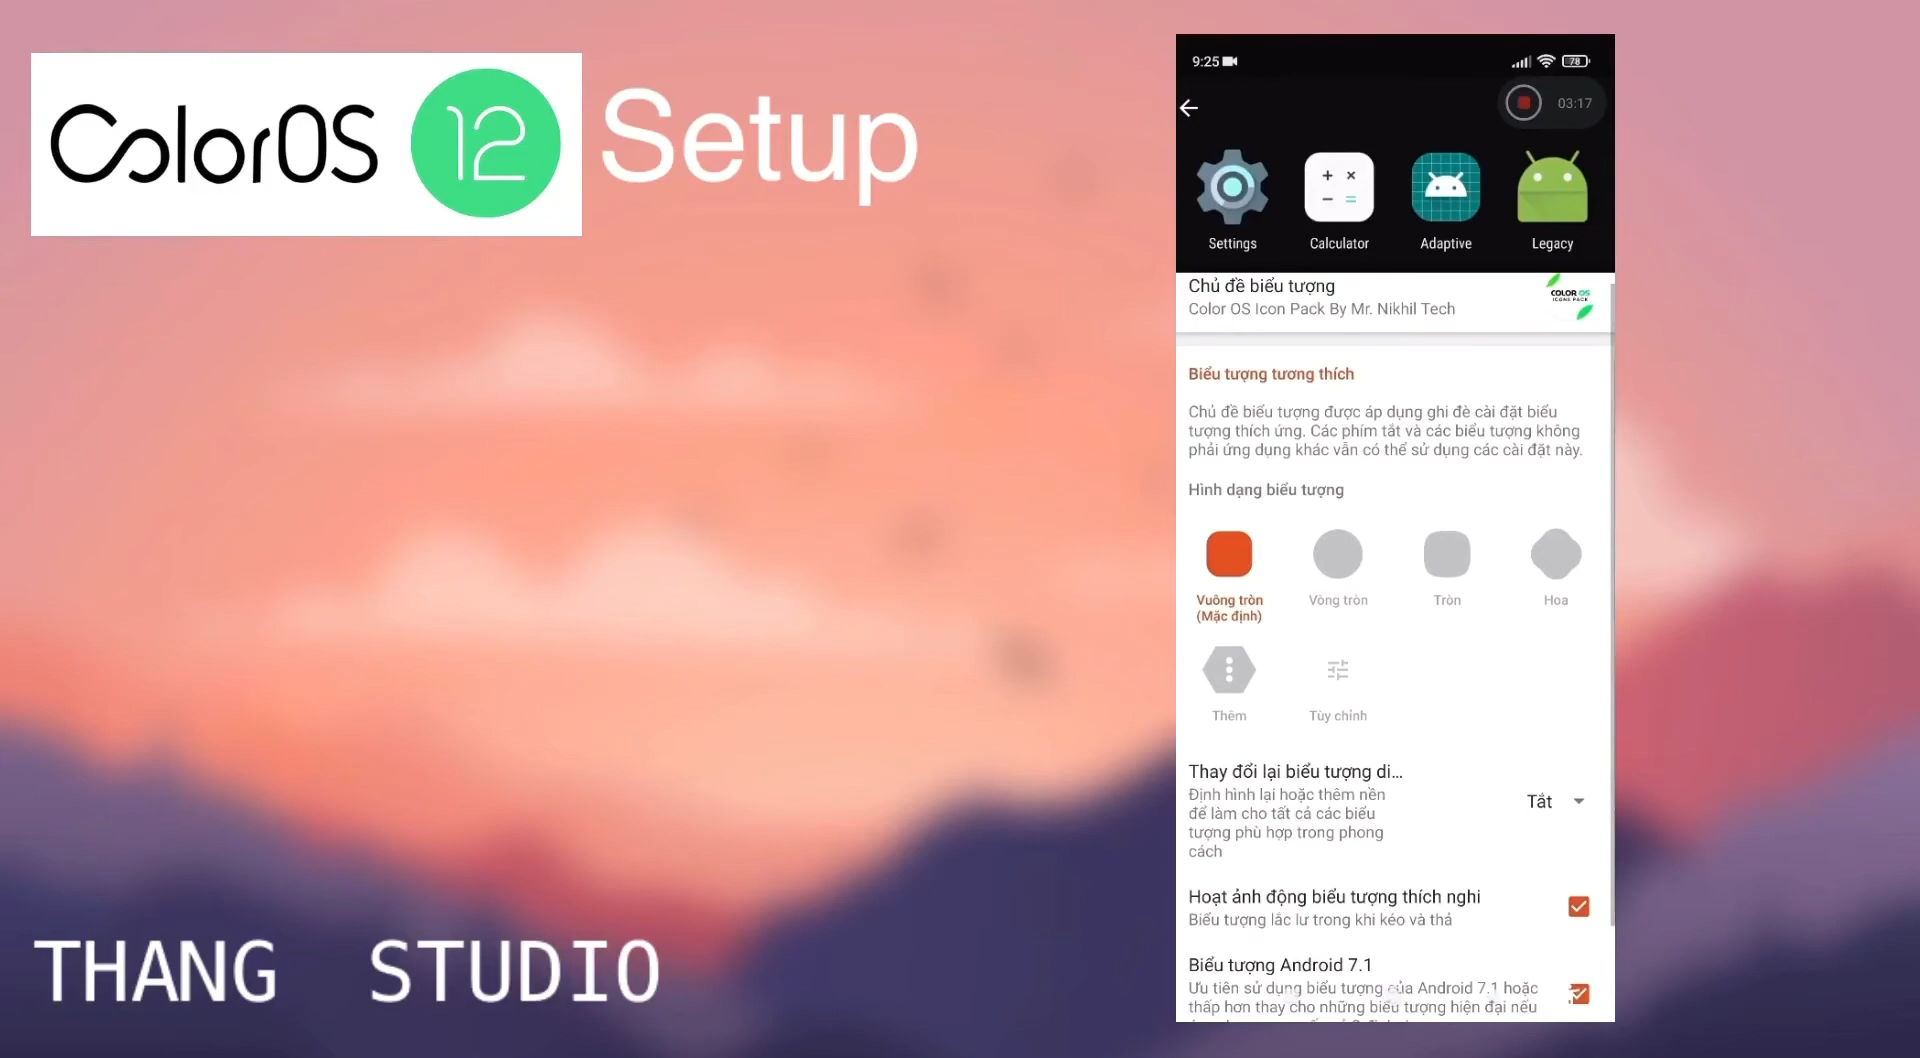 ColorOS 12 Setup
THANG STUDIO
9:25
78
03:17
Settings
Calculator
Adaptive
Legacy
Chủ đề biểu tượng
Color OS Icon Pack By Mr. Nikhil Tech
COLOR OS
ICONS PACK
Biểu tượng tương thích
Chủ đề biểu tượng được áp dụng ghi đè cài đặt biểu
tượng thích ứng. Các phím tắt và các biểu tượng không
phải ứng dụng khác vẫn có thể sử dụng các cài đặt này.
Hình dạng biểu tượng
Vuông tròn
(Mặc định)
Vòng tròn
Tròn
Hoa
Thêm
Tùy chỉnh
Thay đổi lại biểu tượng di...
Định hình lại hoặc thêm nền
để làm cho tất cả các biểu
tượng phù hợp trong phong
cách
Tắt
Hoạt ảnh động biểu tượng thích nghi
Biểu tượng lắc lư trong khi kéo và thả
Biểu tượng Android 7.1
Ưu tiên sử dụng biểu tượng của Android 7.1 hoặc
thấp hơn thay cho những biểu tượng hiện đại nếu